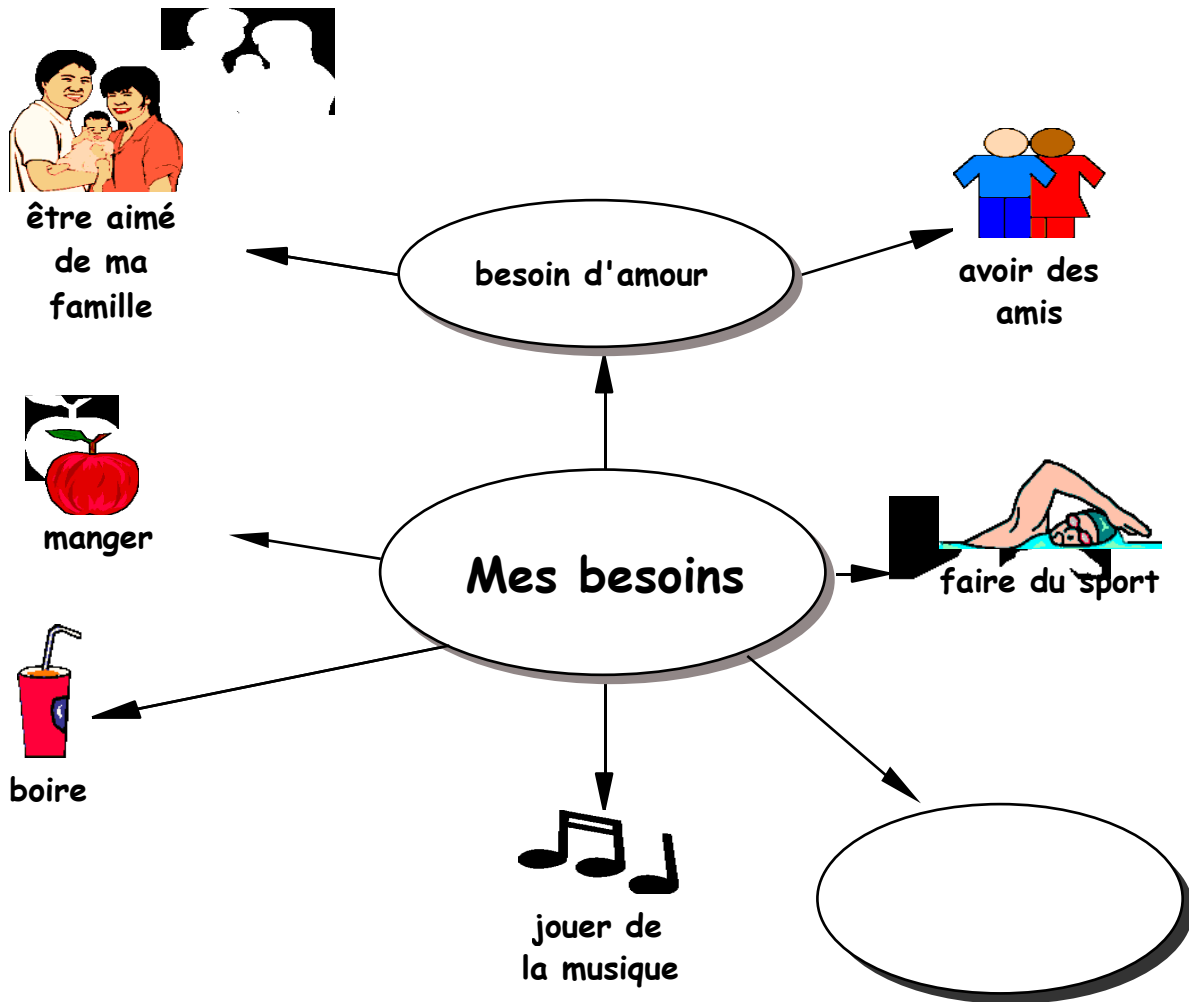 être aimé
de ma
famille
besoin d'amour
avoir des
amis
manger
Mes besoins
faire du sport
boire
jouer de
la musique